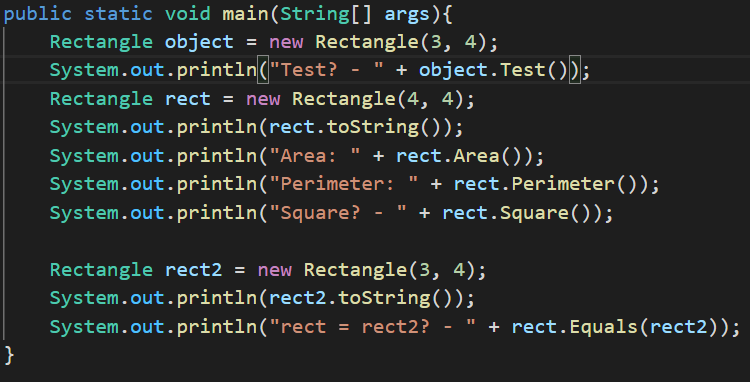 public static void main(String[] args){
    Rectangle object = new Rectangle(3, 4);
    System.out.println("Test? - " + object.Test());
    Rectangle rect = new Rectangle(4, 4);
    System.out.println(rect.toString());
    System.out.println("Area: " + rect.Area());
    System.out.println("Perimeter: " + rect.Perimeter());
    System.out.println("Square? - " + rect.Square());

    Rectangle rect2 = new Rectangle(3, 4);
    System.out.println(rect2.toString());
    System.out.println("rect = rect2? - " + rect.Equals(rect2));
}